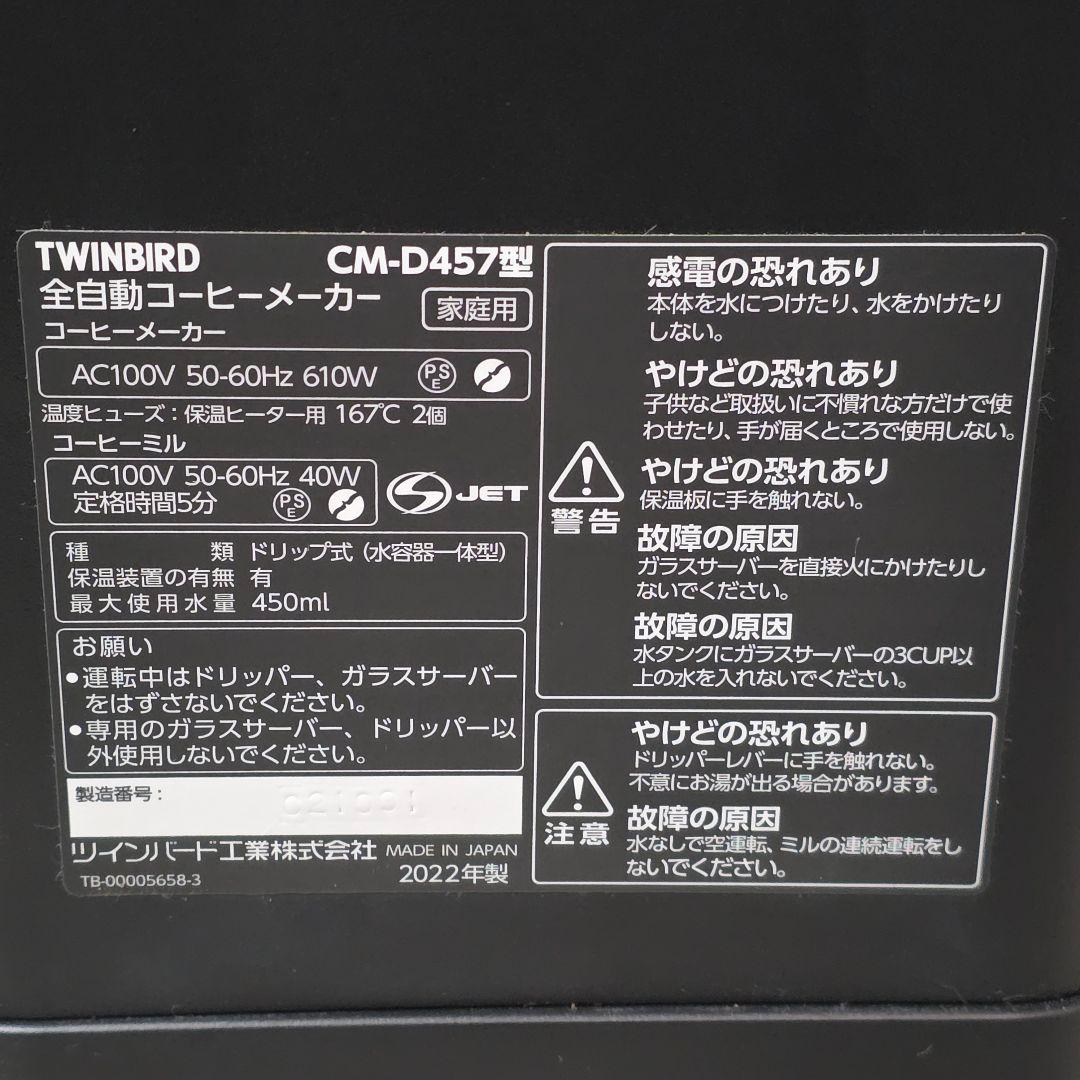 TWINBIRD CM-D457型
全自動コーヒーメーカー 家庭用
コーヒーメーカー
AC100V 50-60Hz 610W PSE
温度ヒューズ：保温ヒーター用 167℃ 2個
コーヒーミル
AC100V 50-60Hz 40W
定格時間5分 PSE
S JET
種類 ドリップ式（水容器一体型）
保温装置の有無 有
最大使用水量 450ml
お願い
●運転中はドリッパー、ガラスサーバー
をはずさないでください。
●専用のガラスサーバー、ドリッパー以
外使用しないでください。
製造番号：
ツインバード工業株式会社 MADE IN JAPAN
TB-00005658-3 2022年製
警告
感電の恐れあり
本体を水につけたり、水をかけたり
しない。
やけどの恐れあり
子供など取扱いに不慣れな方だけで使
わせたり、手が届くところで使用しない。
やけどの恐れあり
保温板に手を触れない。
故障の原因
ガラスサーバーを直接火にかけたりし
ないでください。
故障の原因
水タンクにガラスサーバーの3CUP以
上の水を入れないでください。
注意
やけどの恐れあり
ドリッパーレバーに手を触れない。
不意にお湯が出る場合があります。
故障の原因
水なしで空運転、ミルの連続運転をし
ないでください。